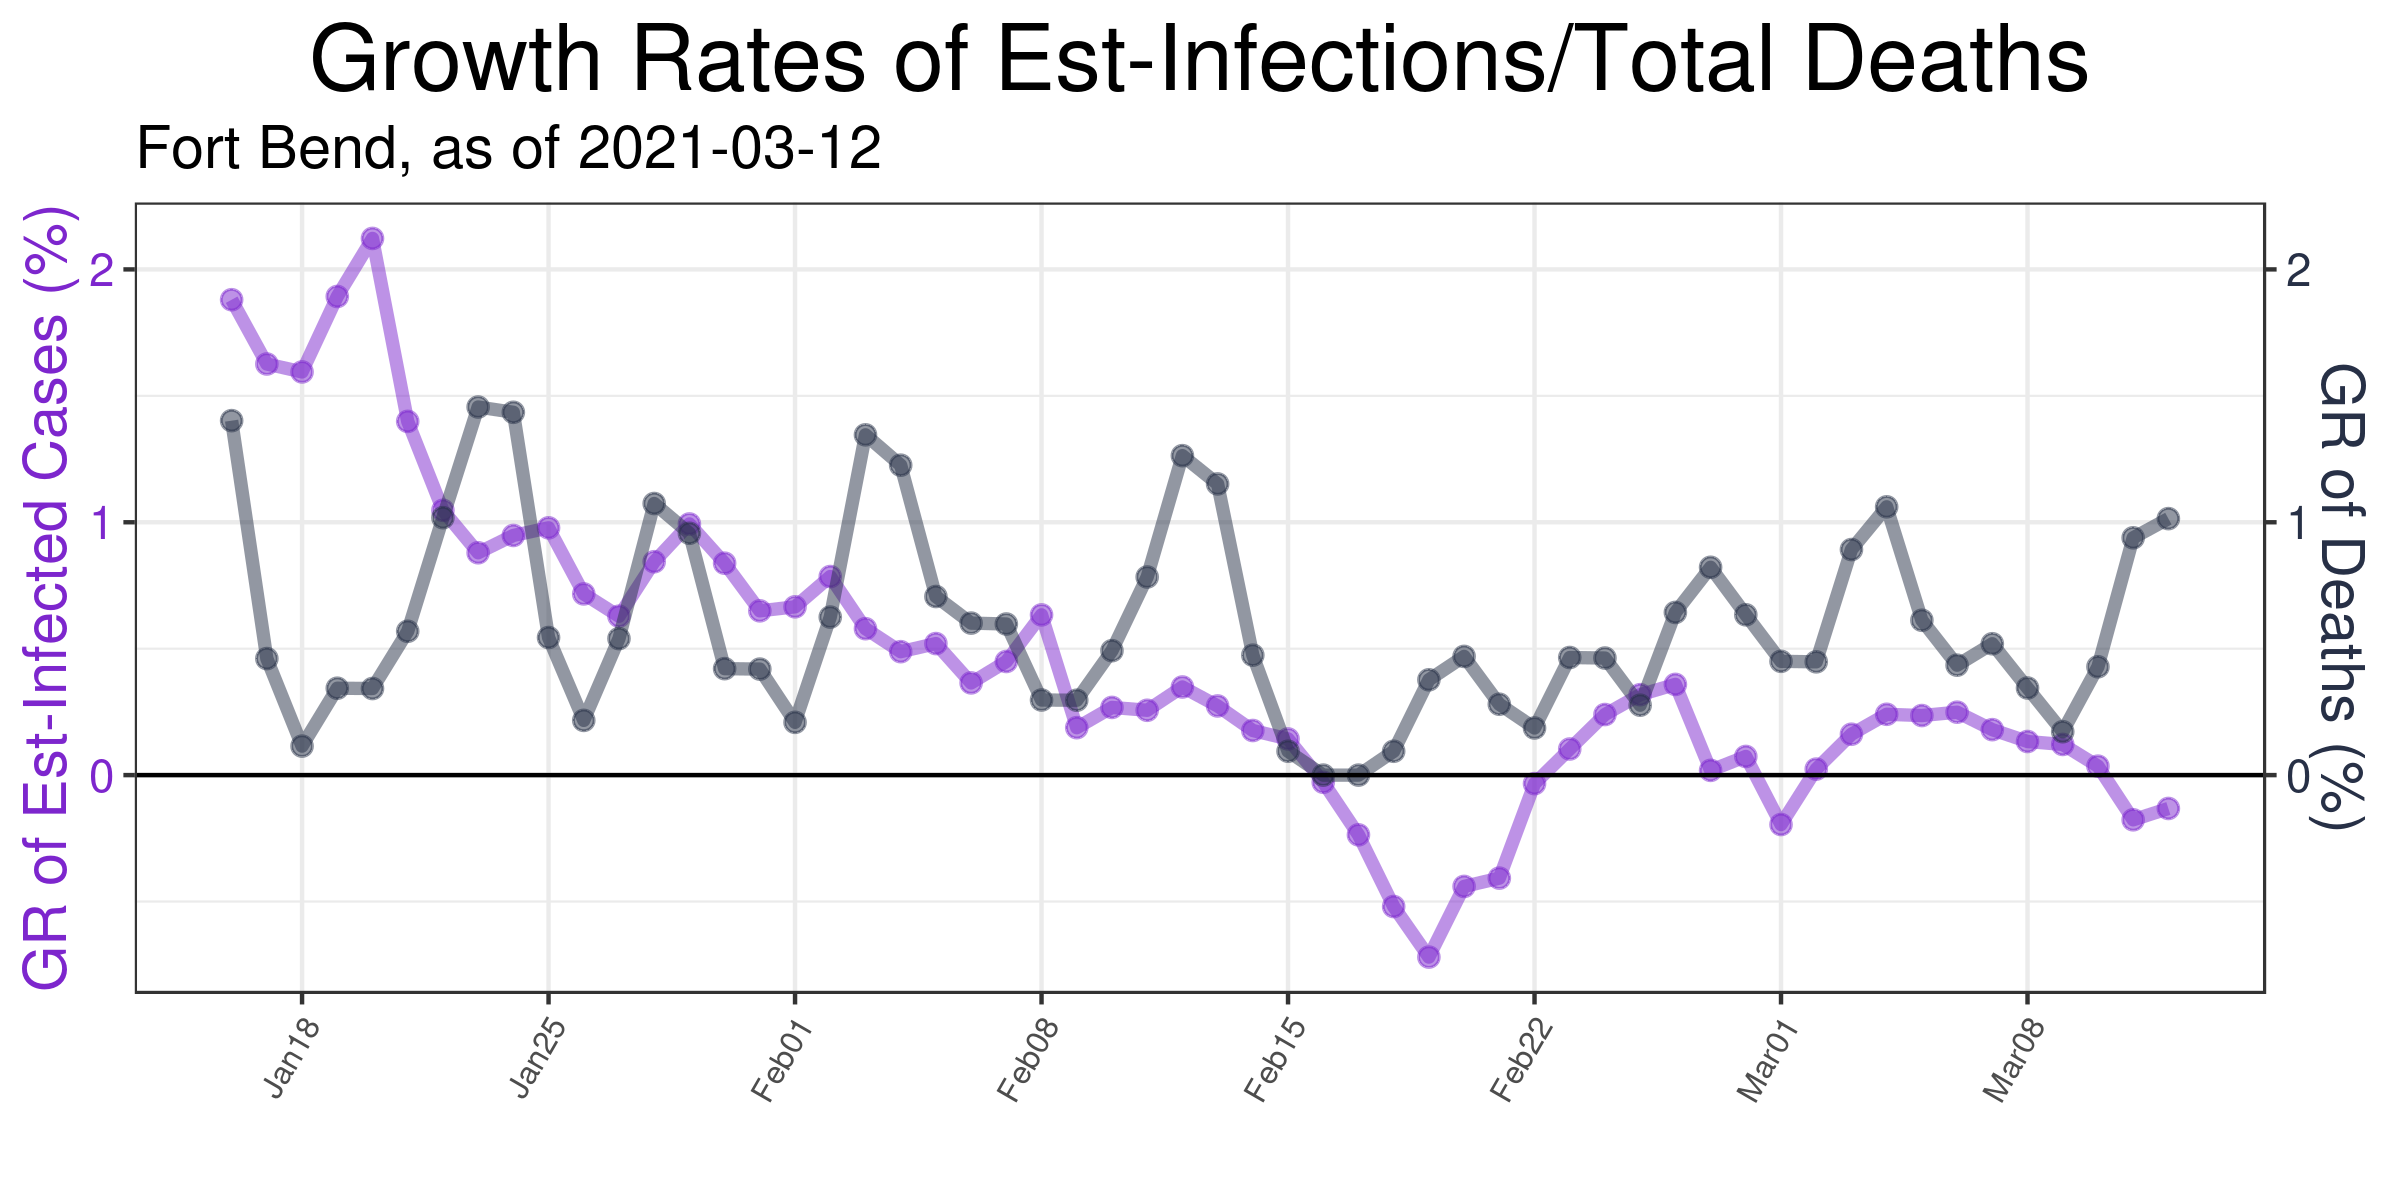 Growth Rates of Est-Infections/Total Deaths
Fort Bend, as of 2021-03-12
GR of Est-Infected Cases (%)
2
1
0
2
1
0
GR of Deaths (%)
Jan18
Jan25
Feb01
Feb08
Feb15
Feb22
Mar01
Mar08